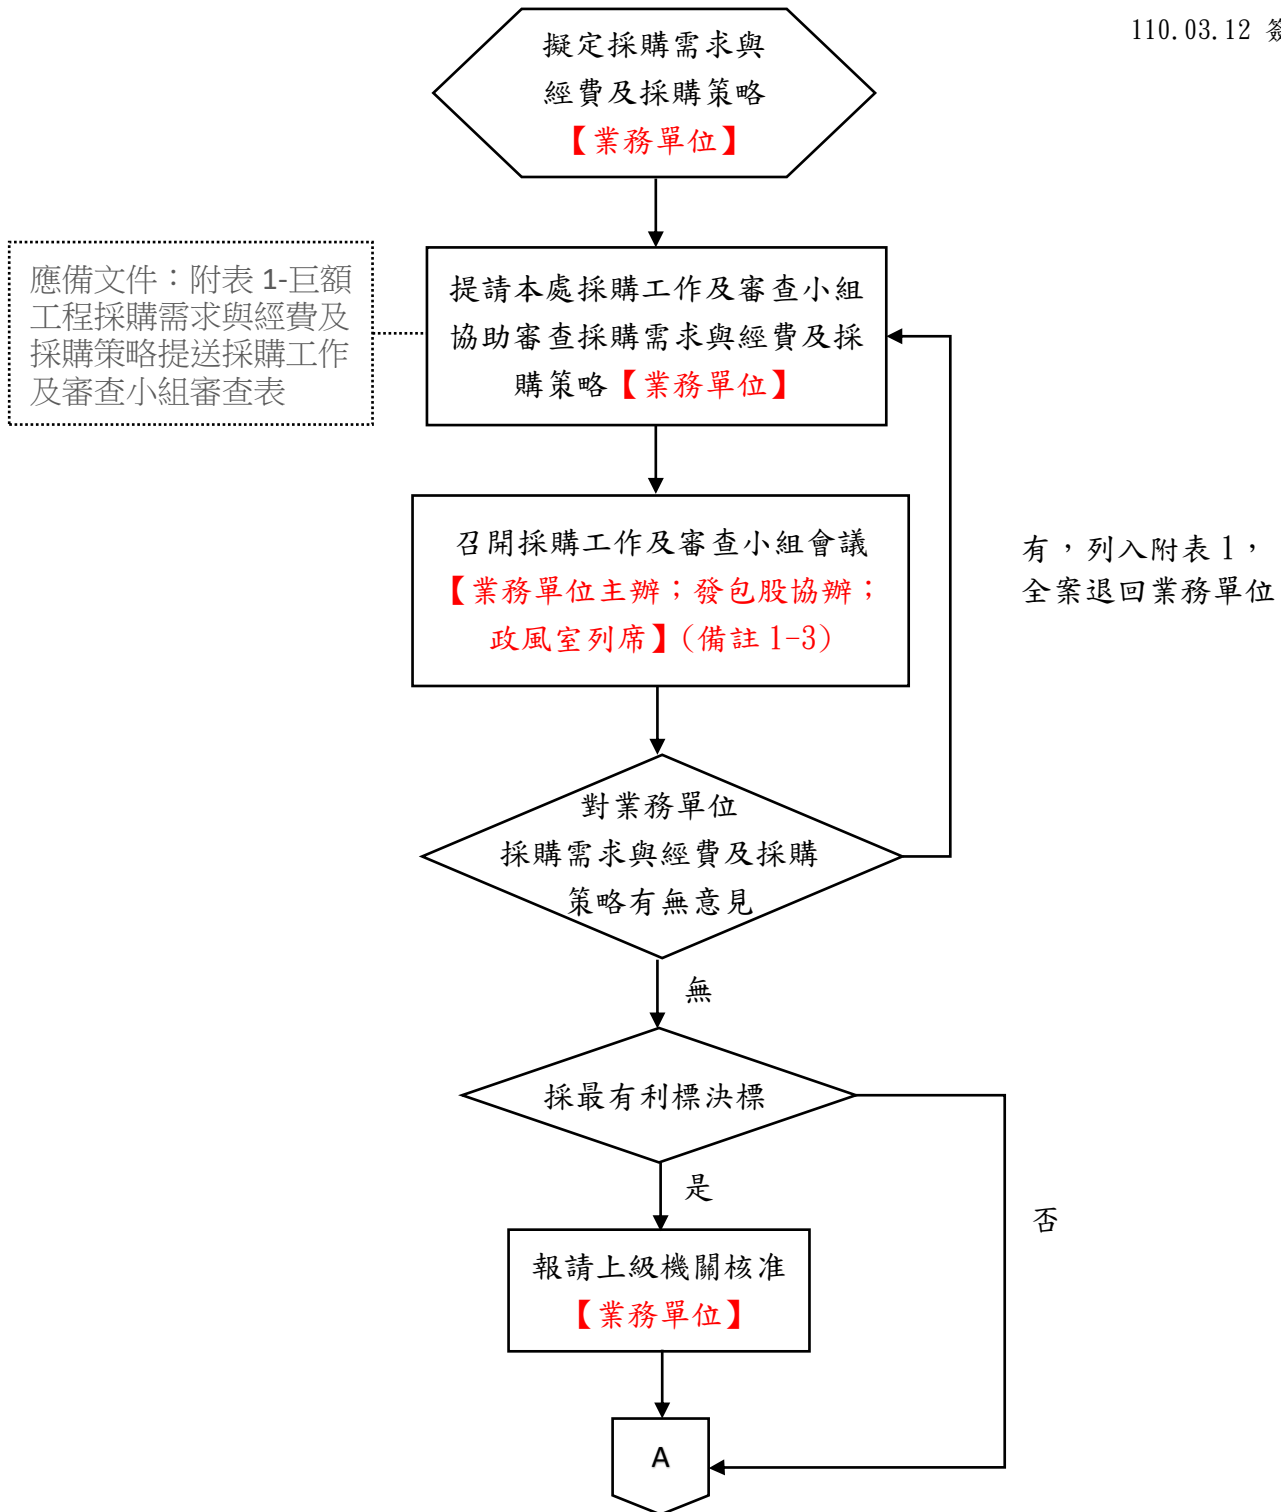 110.03.12 簽
擬定採購需求與
經費及採購策略
【業務單位】
應備文件：附表 1-巨額
工程採購需求與經費及
採購策略提送採購工作
及審查小組審查表
提請本處採購工作及審查小組
協助審查採購需求與經費及採
購策略【業務單位】
召開採購工作及審查小組會議
【業務單位主辦；發包股協辦；
政風室列席】(備註 1-3)
有，列入附表 1，
全案退回業務單位
對業務單位
採購需求與經費及採購
策略有無意見
無
採最有利標決標
是
否
報請上級機關核准
【業務單位】
A